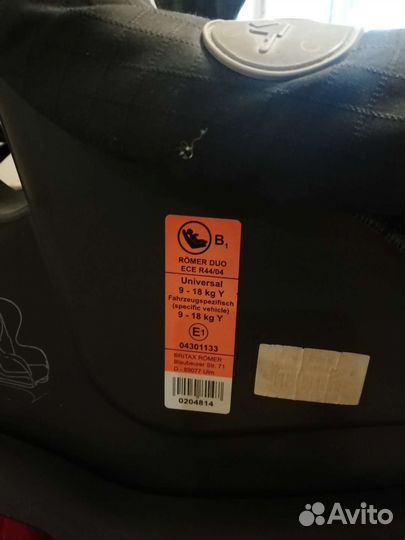 B1
RÖMER DUO
ECE R44/04
Universal
9 - 18 kg Y
Fahrzeugspezifisch
(specific vehicle)
9 - 18 kg Y
E1
04301133
BRITAX RÖMER
Blaubeurer Str. 71
D - 89077 Ulm
0204814
Avito